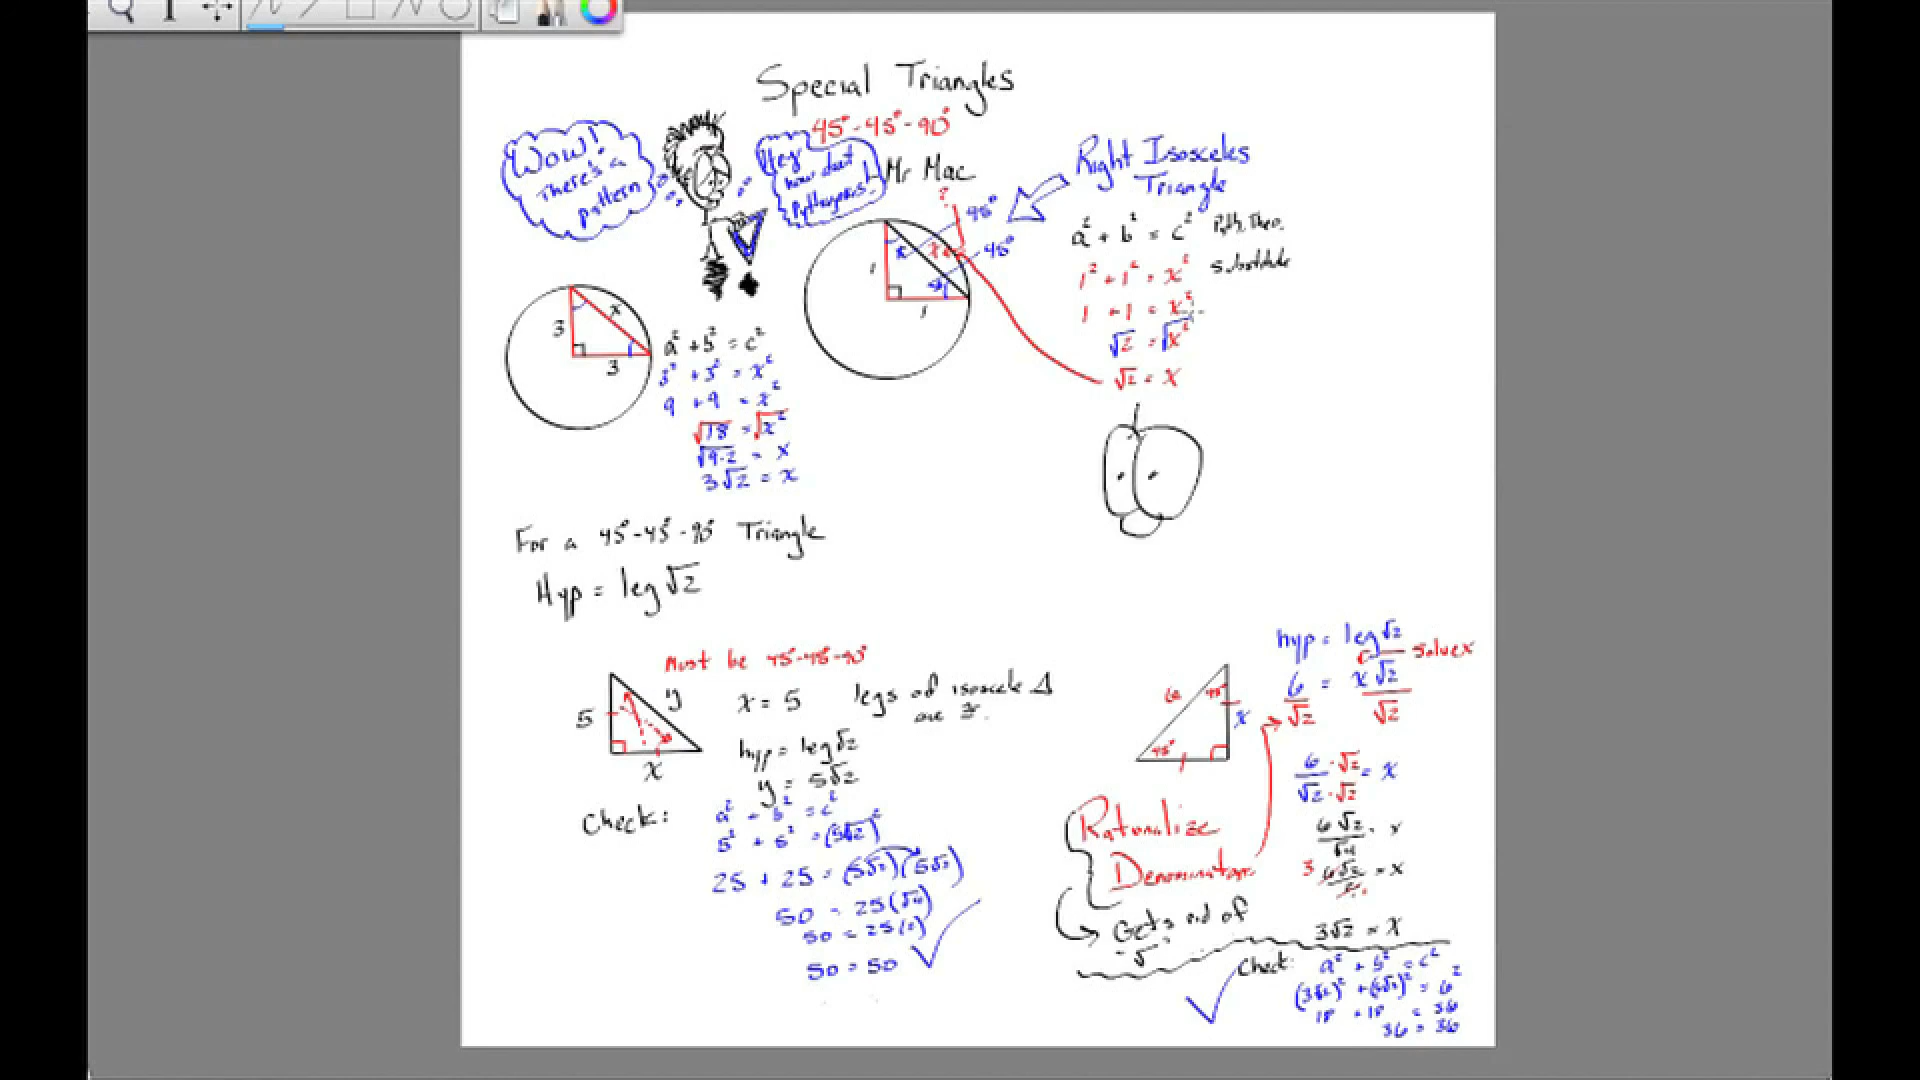 Special Triangles
45°-45°-90°
Mr Mac
Wow!
There's a
pattern
Hey
how 'bout
Pythagoras!
Right Isosceles
Triangle
?
45°
45°
1
x
1
a² + b² = c² Pyth. Theo.
1² + 1² = x² Substitute
1 + 1 = x²
√2 = √x²
√2 = x
3
x
3
a² + b² = c²
3² + 3² = x²
9 + 9 = x²
√18 = √x²
√9·2 = x
3√2 = x
For a 45°-45°-90° Triangle
Hyp = leg√2
Must be 45°-45°-90°
5
y
x
x = 5 legs of isoscele Δ
are ≅.
hyp = leg√2
y = 5√2
Check:
a² + b² = c²
5² + 5² = (5√2)²
25 + 25 = (5√2)(5√2)
50 = 25(√4)
50 = 25(2)
50 = 50
6
45°
45°
x
hyp = leg√2
solve x
6 = x√2
√2 √2
6 · √2 = x
√2 · √2
6√2 = x
√4
3 6√2 = x
3√2 = x
Rationalize
Denominator
Gets rid of
"√"
Check:
a² + b² = c²
(3√2)² + (3√2)² = 6²
18 + 18 = 36
36 = 36